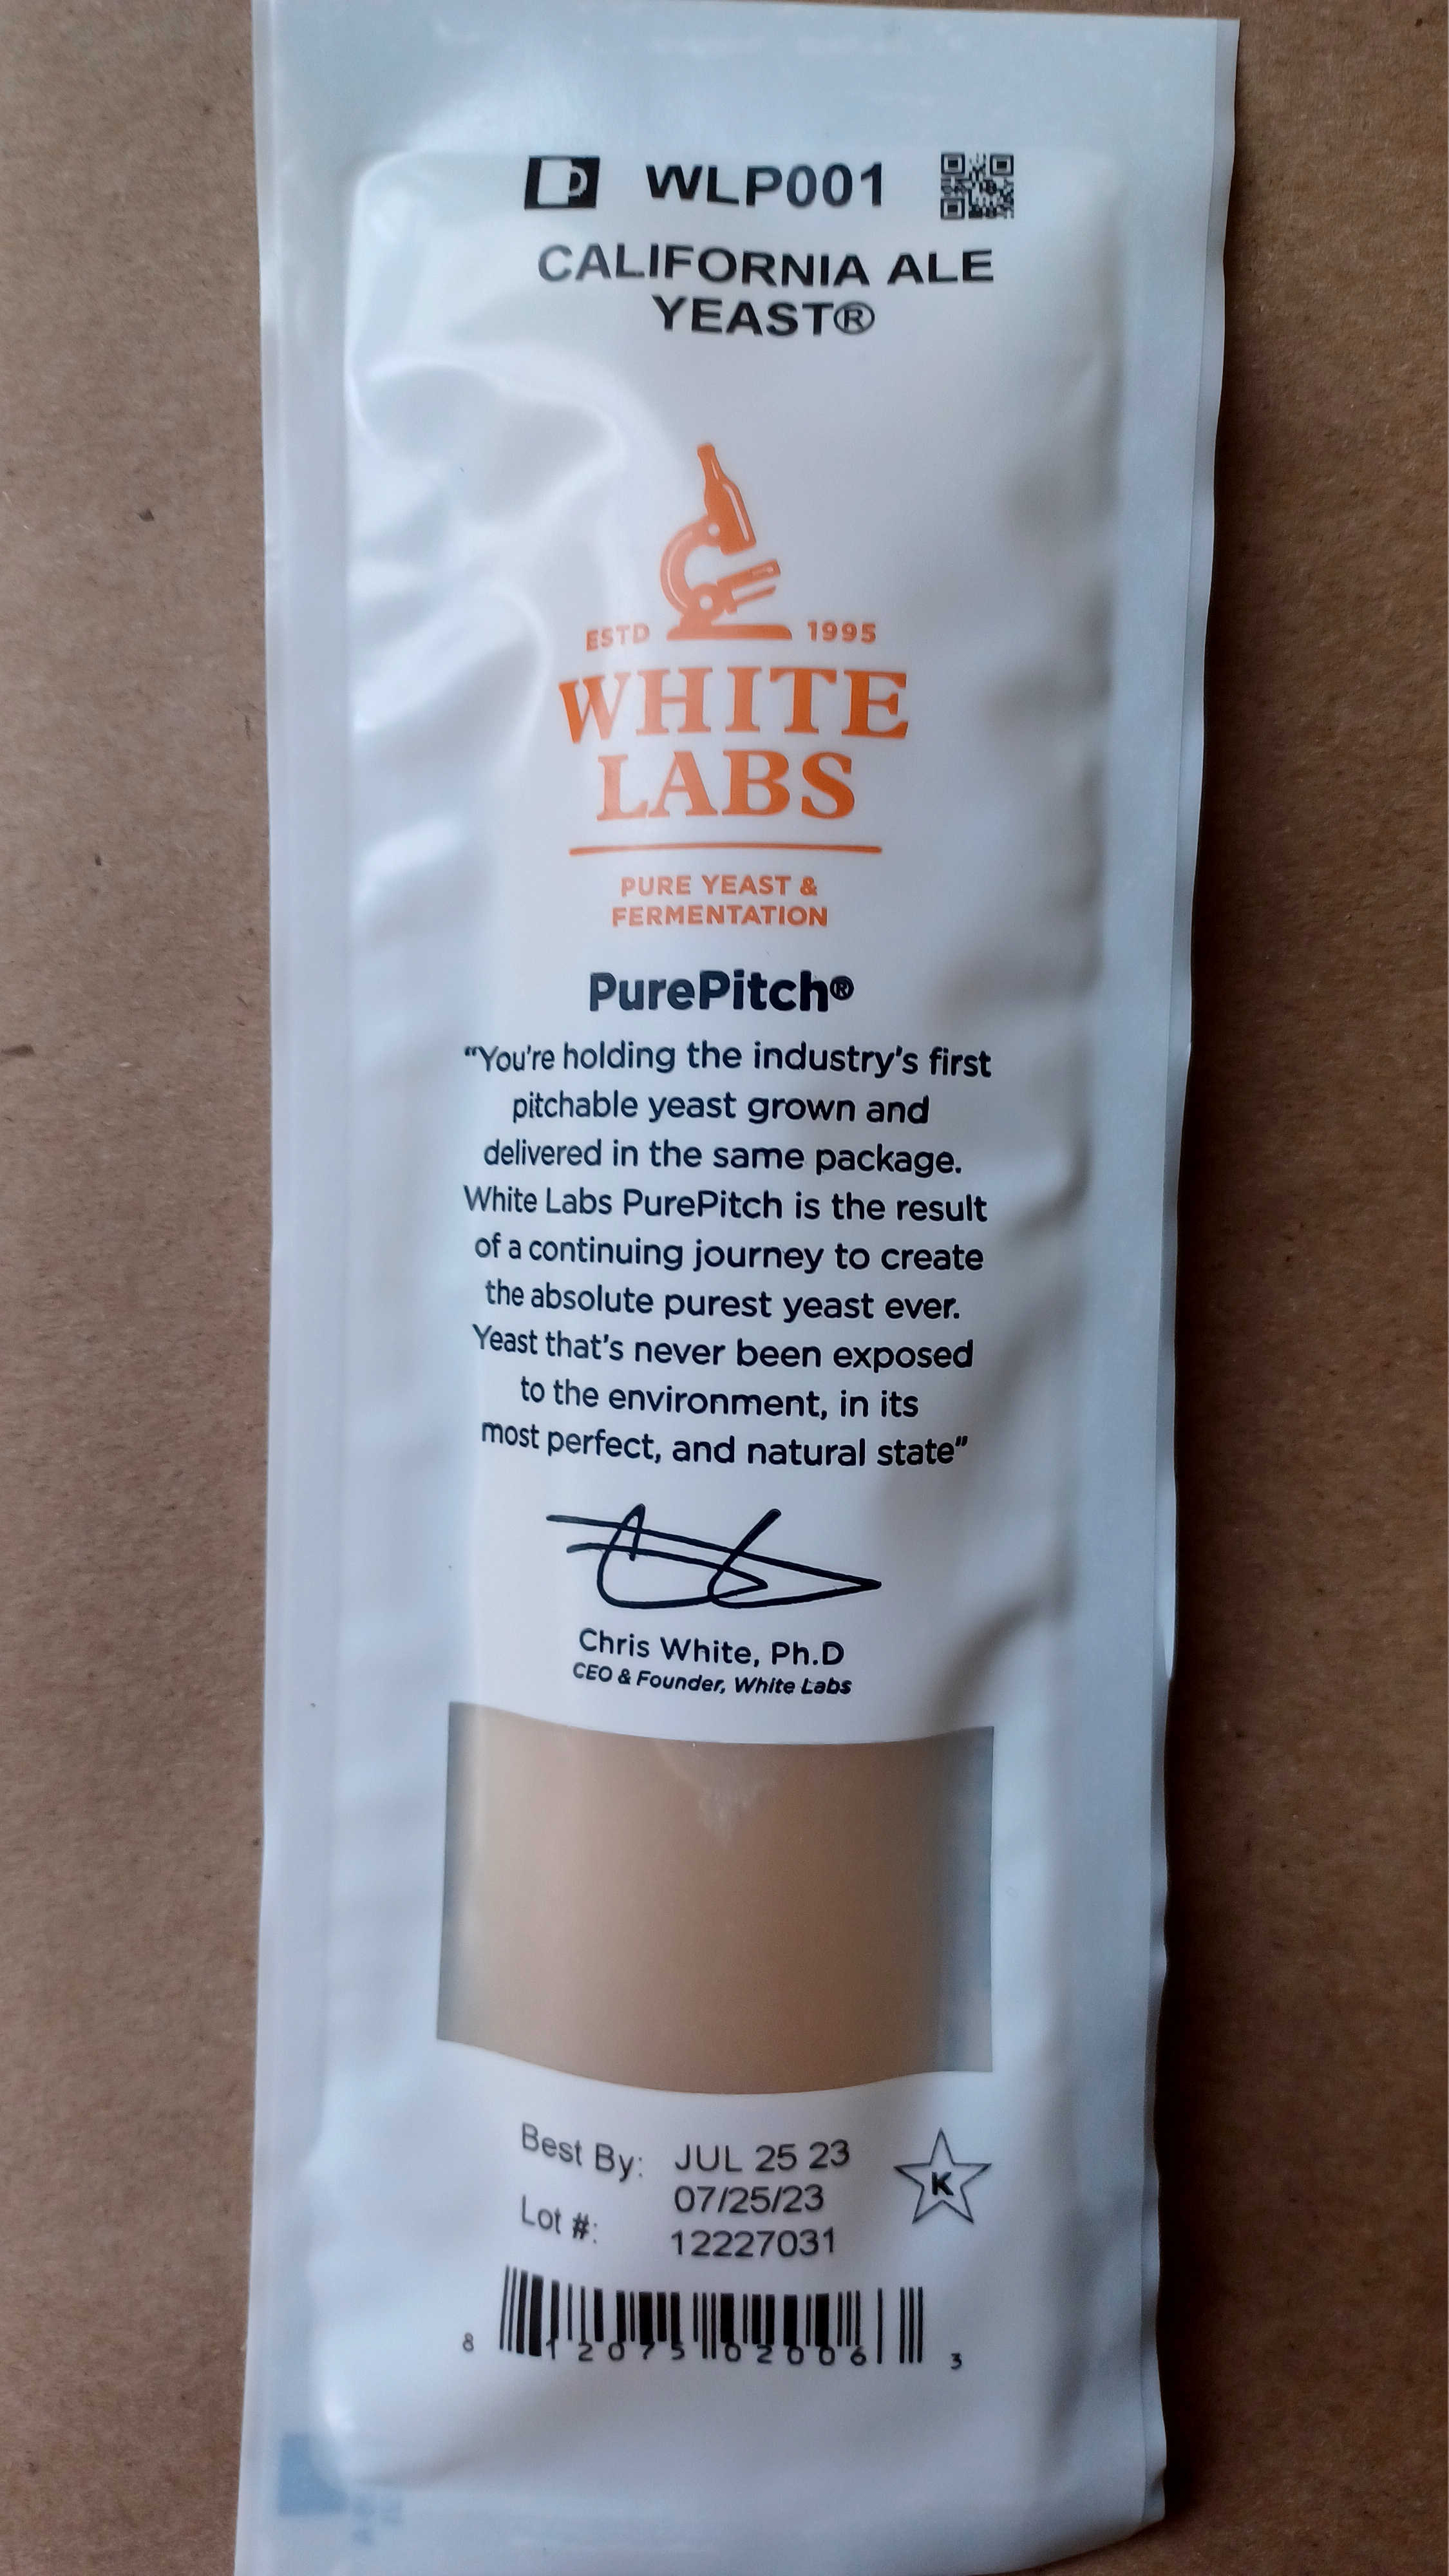 WLP001
CALIFORNIA ALE
YEAST®
ESTD 1995
WHITE
LABS
PURE YEAST &
FERMENTATION
PurePitch®
“You're holding the industry's first
pitchable yeast grown and
delivered in the same package.
White Labs PurePitch is the result
of a continuing journey to create
the absolute purest yeast ever.
Yeast that's never been exposed
to the environment, in its
most perfect, and natural state”
Chris White, Ph.D
CEO & Founder, White Labs
Best By: JUL 25 23
07/25/23
Lot #: 12227031
K
8 12075 02006 3